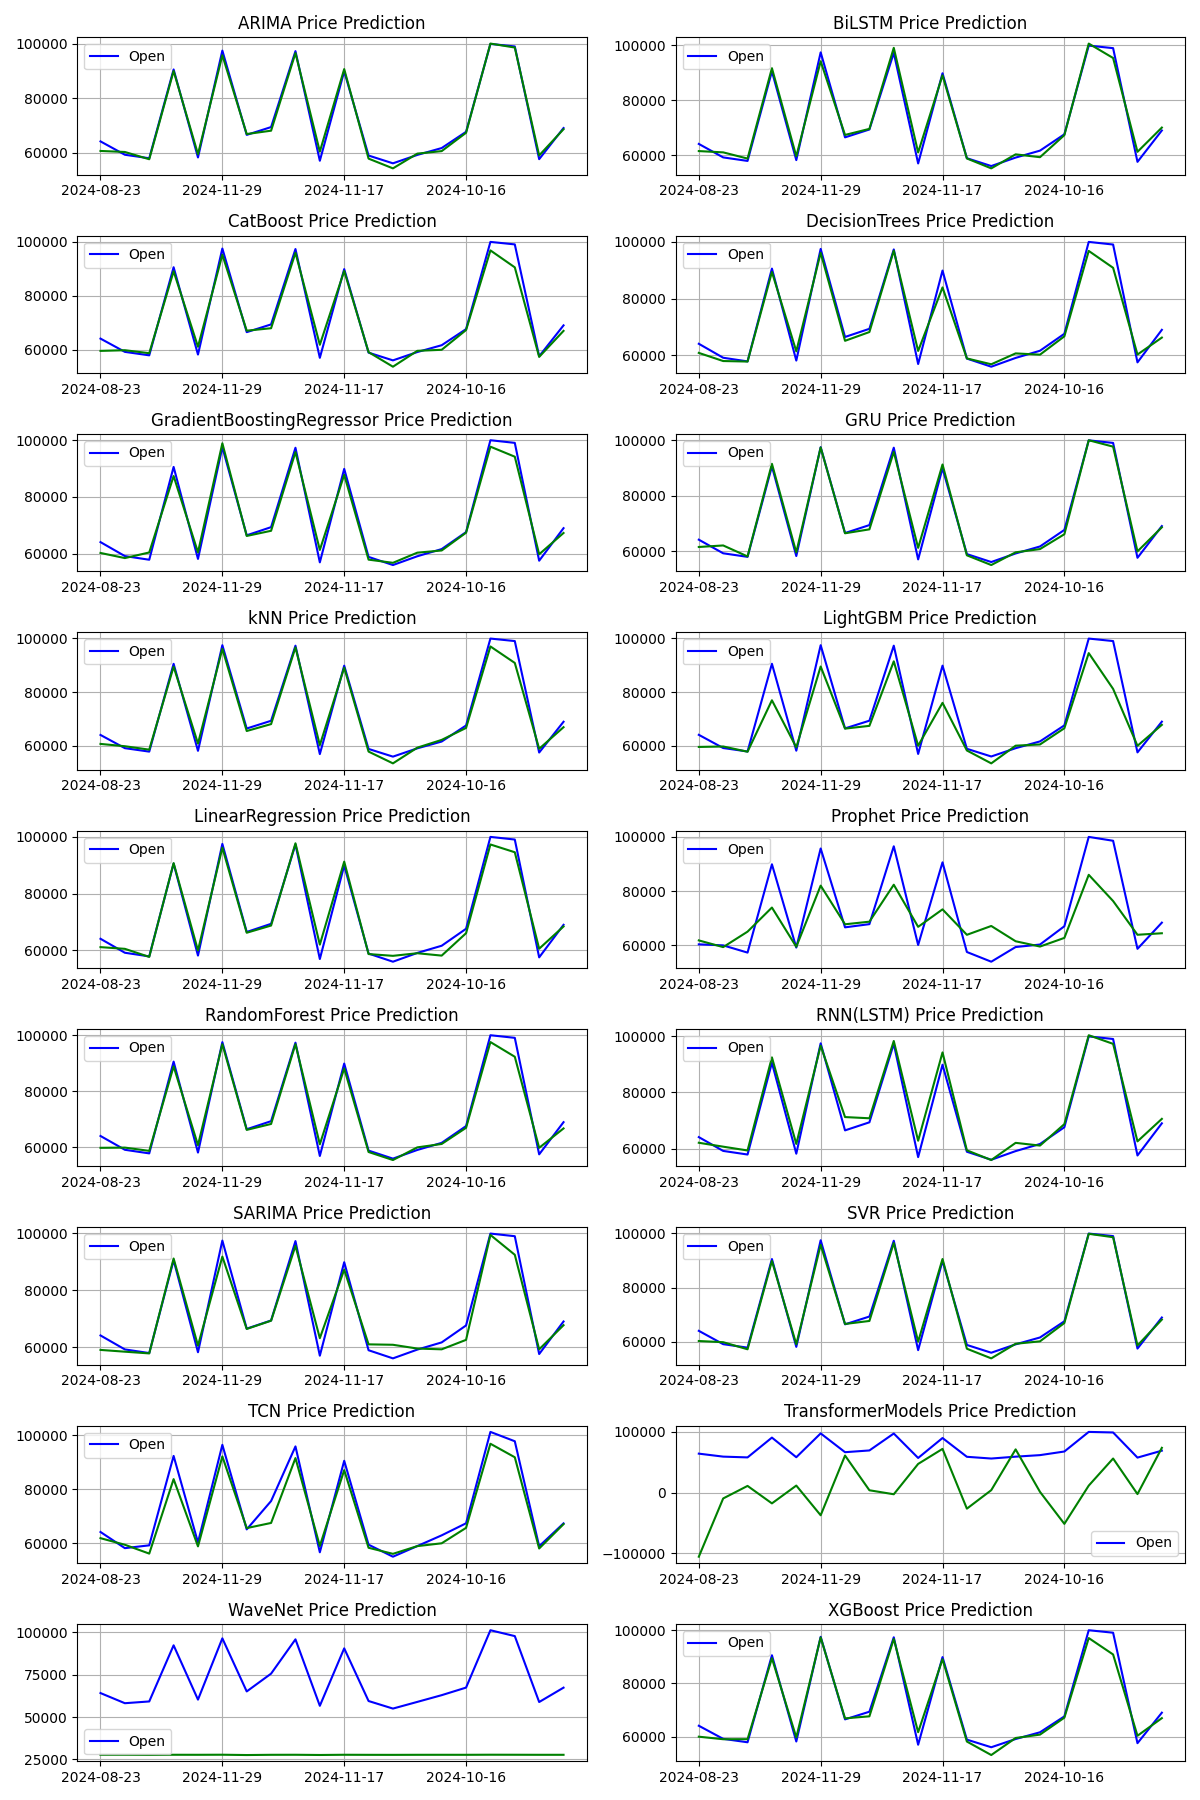 ARIMA Price Prediction
Open
100000
80000
60000
2024-08-23 2024-11-29 2024-11-17 2024-10-16
BiLSTM Price Prediction
Open
100000
80000
60000
2024-08-23 2024-11-29 2024-11-17 2024-10-16
CatBoost Price Prediction
Open
100000
80000
60000
2024-08-23 2024-11-29 2024-11-17 2024-10-16
DecisionTrees Price Prediction
Open
100000
80000
60000
2024-08-23 2024-11-29 2024-11-17 2024-10-16
GradientBoostingRegressor Price Prediction
Open
100000
80000
60000
2024-08-23 2024-11-29 2024-11-17 2024-10-16
GRU Price Prediction
Open
100000
80000
60000
2024-08-23 2024-11-29 2024-11-17 2024-10-16
kNN Price Prediction
Open
100000
80000
60000
2024-08-23 2024-11-29 2024-11-17 2024-10-16
LightGBM Price Prediction
Open
100000
80000
60000
2024-08-23 2024-11-29 2024-11-17 2024-10-16
LinearRegression Price Prediction
Open
100000
80000
60000
2024-08-23 2024-11-29 2024-11-17 2024-10-16
Prophet Price Prediction
Open
100000
80000
60000
2024-08-23 2024-11-29 2024-11-17 2024-10-16
RandomForest Price Prediction
Open
100000
80000
60000
2024-08-23 2024-11-29 2024-11-17 2024-10-16
RNN(LSTM) Price Prediction
Open
100000
80000
60000
2024-08-23 2024-11-29 2024-11-17 2024-10-16
SARIMA Price Prediction
Open
100000
80000
60000
2024-08-23 2024-11-29 2024-11-17 2024-10-16
SVR Price Prediction
Open
100000
80000
60000
2024-08-23 2024-11-29 2024-11-17 2024-10-16
TCN Price Prediction
Open
100000
80000
60000
2024-08-23 2024-11-29 2024-11-17 2024-10-16
TransformerModels Price Prediction
100000
0
−100000
Open
2024-08-23 2024-11-29 2024-11-17 2024-10-16
WaveNet Price Prediction
100000
75000
50000
Open
25000
2024-08-23 2024-11-29 2024-11-17 2024-10-16
XGBoost Price Prediction
Open
100000
80000
60000
2024-08-23 2024-11-29 2024-11-17 2024-10-16